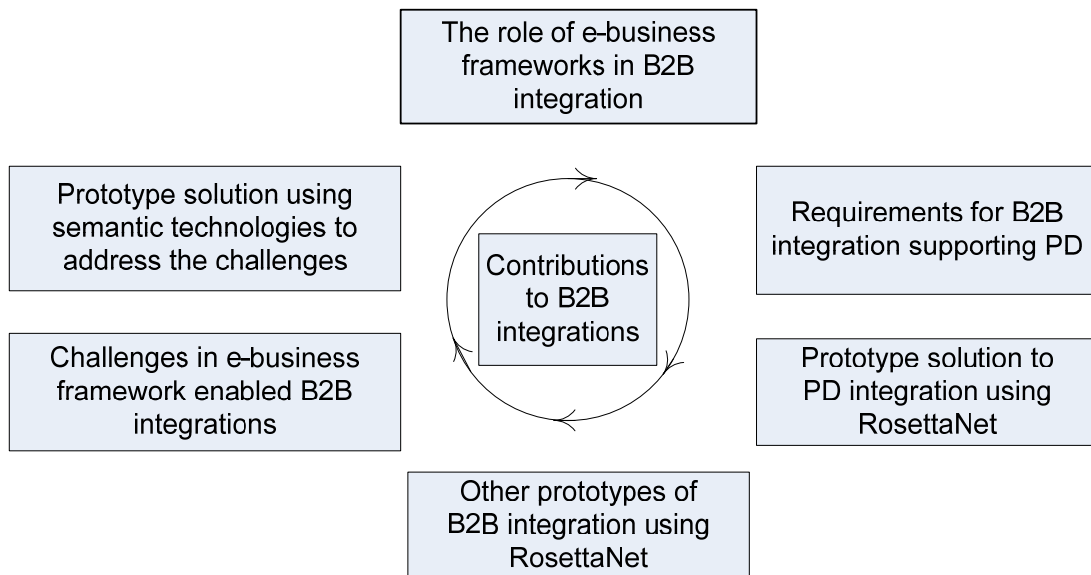 The role of e-business
frameworks in B2B
integration
Prototype solution using
semantic technologies to
address the challenges
Requirements for B2B
integration supporting PD
Contributions
to B2B
integrations
Challenges in e-business
framework enabled B2B
integrations
Prototype solution to
PD integration using
RosettaNet
Other prototypes of
B2B integration using
RosettaNet